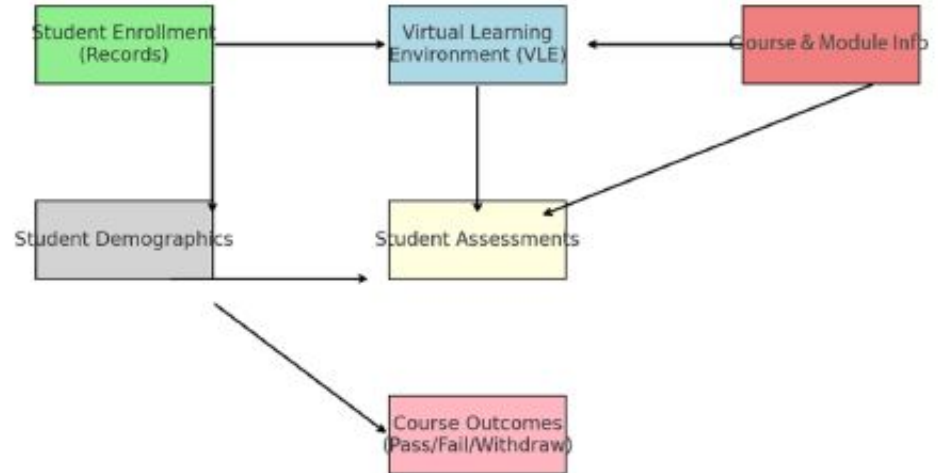 Student Enrollment
(Records)
Virtual Learning
Environment (VLE)
Course & Module Info
Student Demographics
Student Assessments
Course Outcomes
(Pass/Fail/Withdraw)